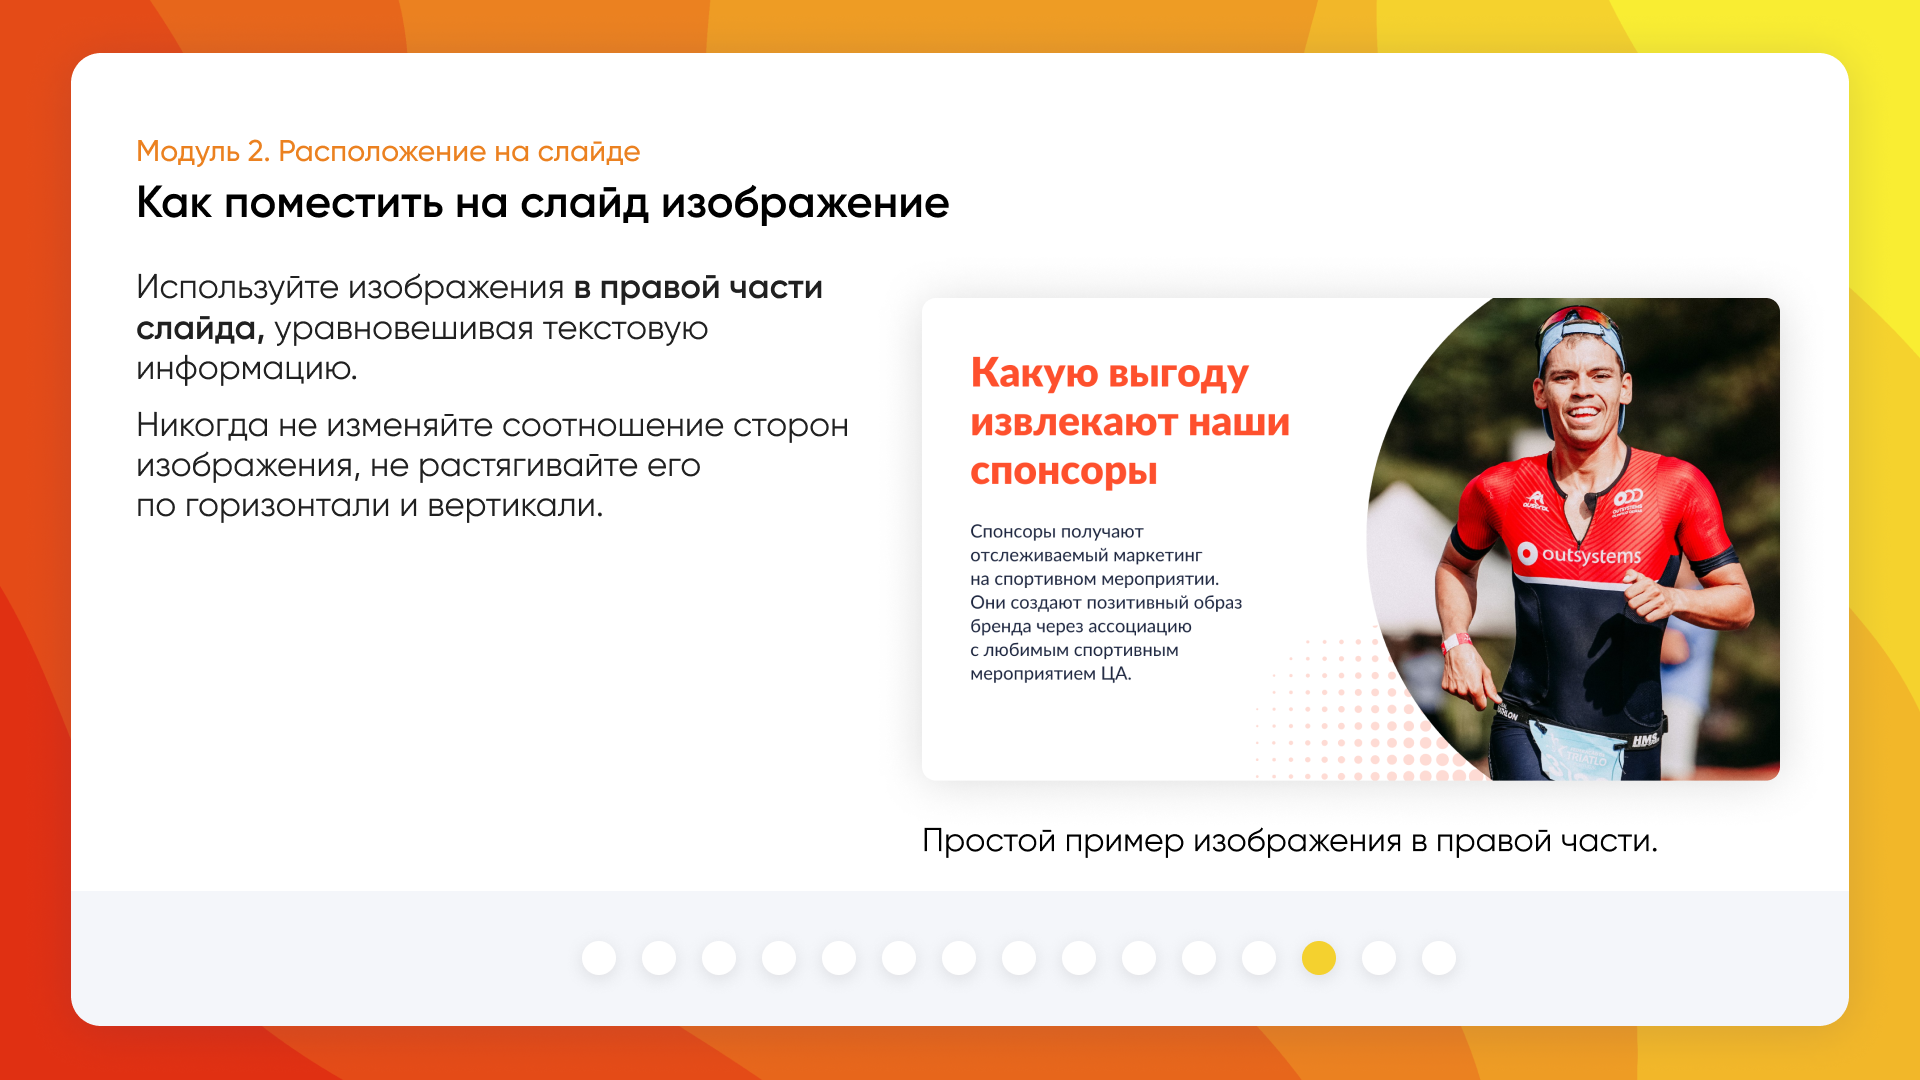 Модуль 2. Расположение на слайде
Как поместить на слайд изображение
Используйте изображения в правой части
слайда, уравновешивая текстовую
информацию.
Никогда не изменяйте соотношение сторон
изображения, не растягивайте его
по горизонтали и вертикали.
Какую выгоду
извлекают наши
спонсоры
Спонсоры получают
отслеживаемый маркетинг
на спортивном мероприятии.
Они создают позитивный образ
бренда через ассоциацию
с любимым спортивным
мероприятием ЦА.
outsystems
HMS
TRIATLO
Простой пример изображения в правой части.